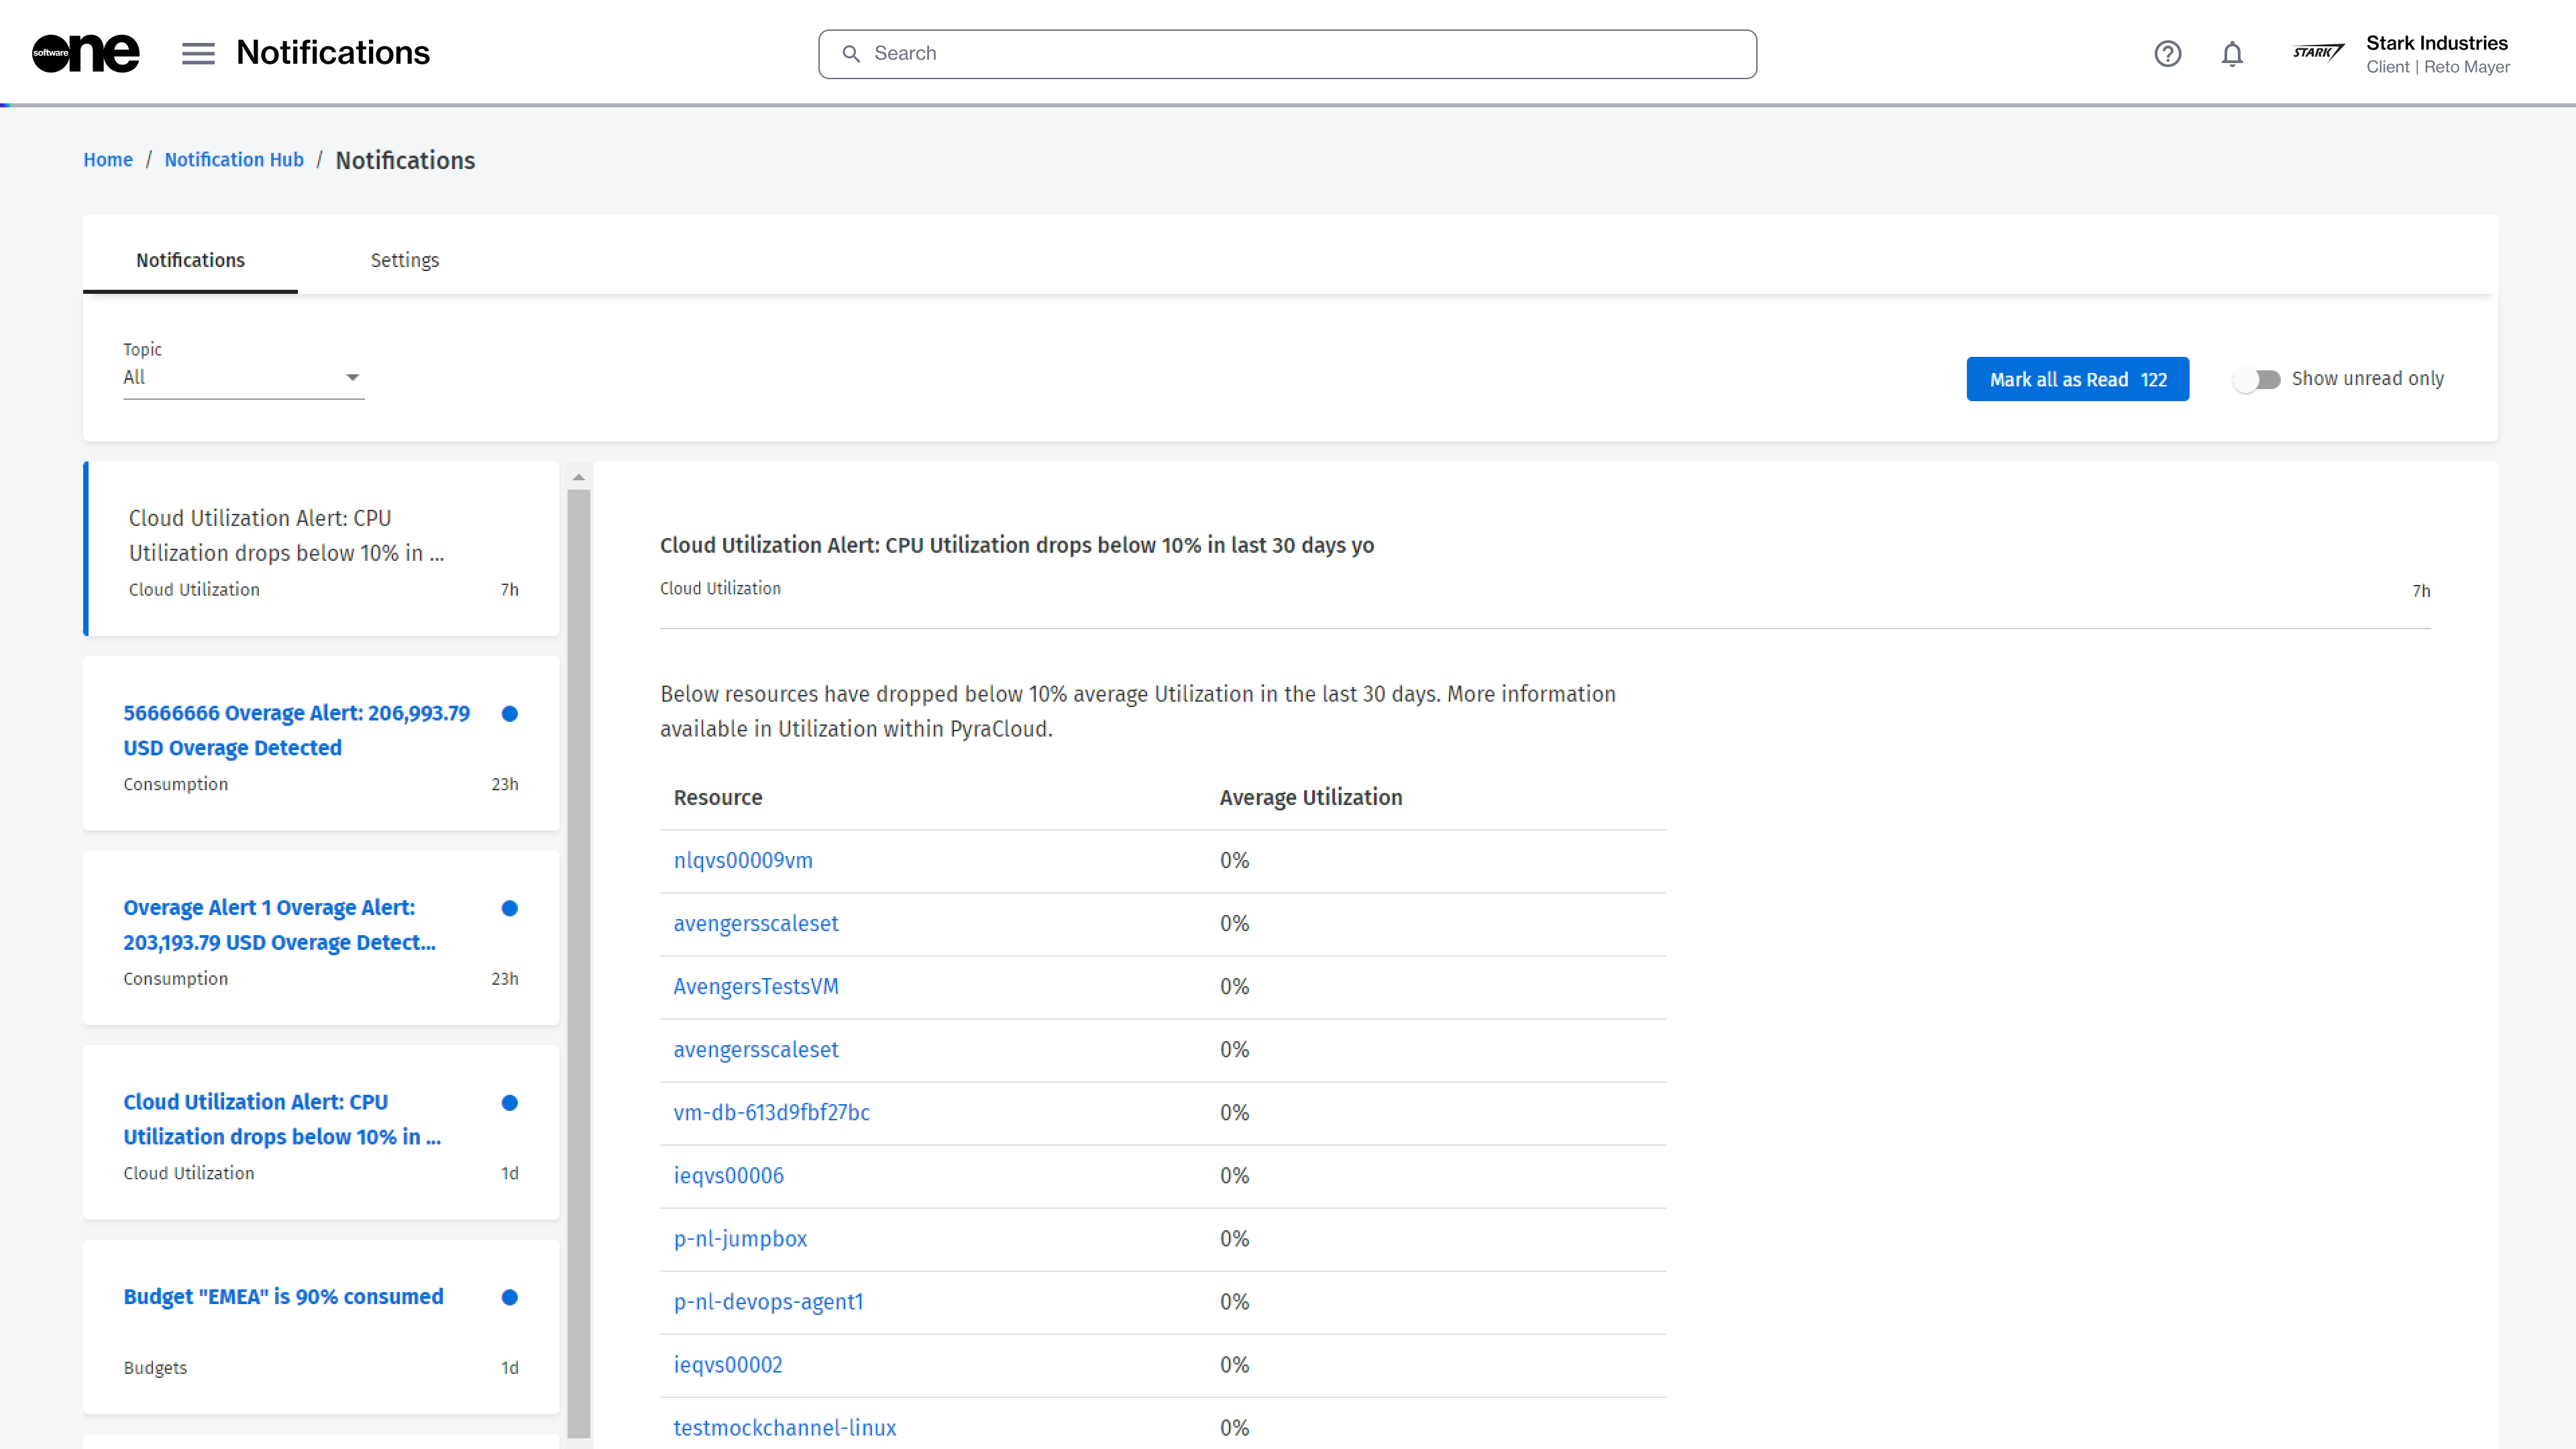 software one
Notifications
Search
STARK
Stark Industries
Client | Reto Mayer
Home / Notification Hub / Notifications
Notifications
Settings
Topic
All
Mark all as Read 122
Show unread only
Cloud Utilization Alert: CPU
Utilization drops below 10% in ...
Cloud Utilization 7h
56666666 Overage Alert: 206,993.79
USD Overage Detected
Consumption 23h
Overage Alert 1 Overage Alert:
203,193.79 USD Overage Detect...
Consumption 23h
Cloud Utilization Alert: CPU
Utilization drops below 10% in ...
Cloud Utilization 1d
Budget "EMEA" is 90% consumed
Budgets 1d
Cloud Utilization Alert: CPU Utilization drops below 10% in last 30 days yo
Cloud Utilization 7h
Below resources have dropped below 10% average Utilization in the last 30 days. More information
available in Utilization within PyraCloud.
Resource Average Utilization
nlqvs00009vm 0%
avengersscaleset 0%
AvengersTestsVM 0%
avengersscaleset 0%
vm-db-613d9fbf27bc 0%
ieqvs00006 0%
p-nl-jumpbox 0%
p-nl-devops-agent1 0%
ieqvs00002 0%
testmockchannel-linux 0%